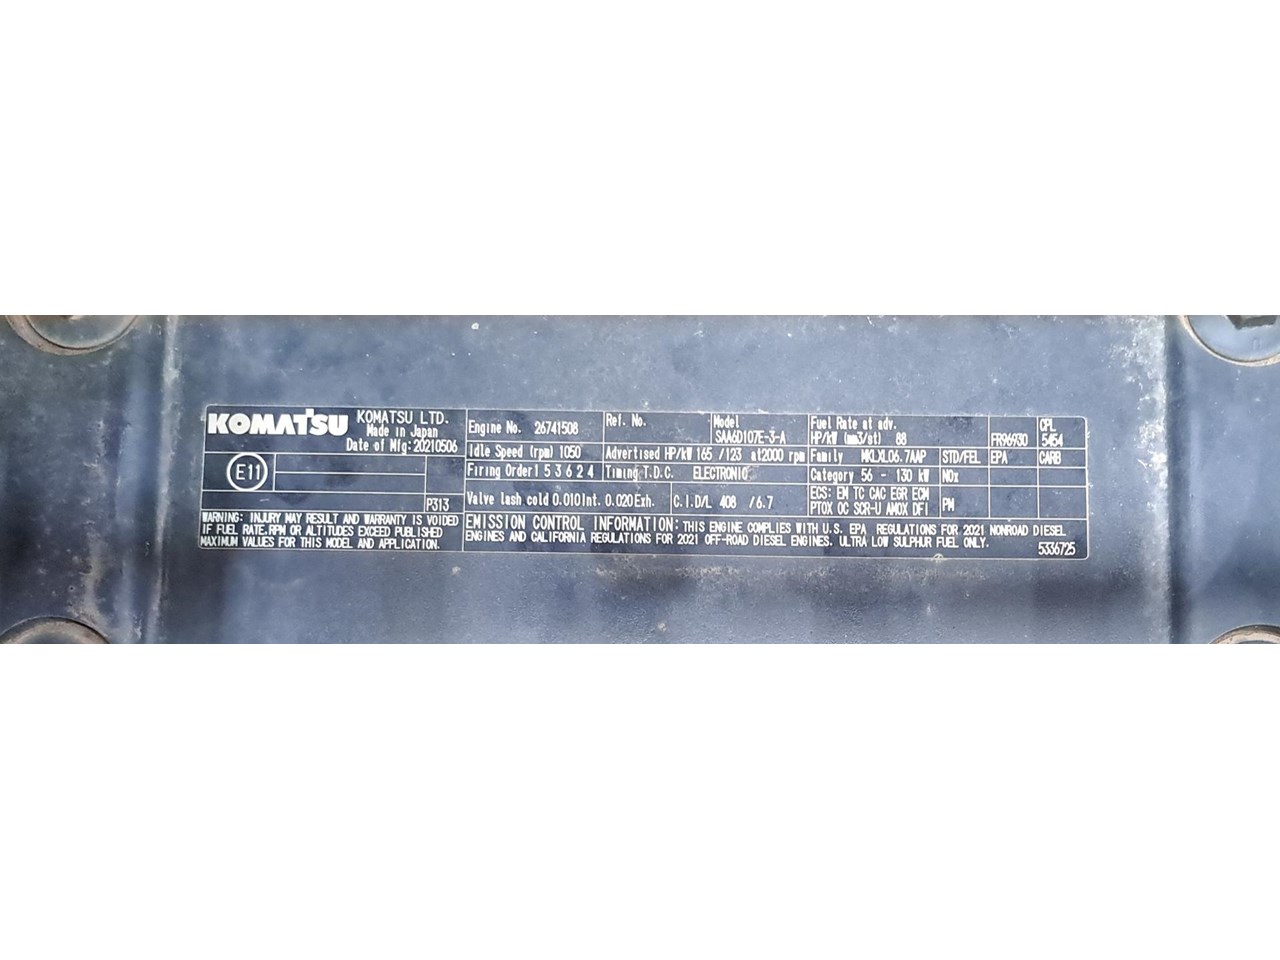 KOMATSU KOMATSU LTD.
Made in Japan
Date of Mfg:20210506
E11
P313
WARNING: INJURY MAY RESULT AND WARRANTY IS VOIDED
IF FUEL RATE.RPM OR ALTITUDES EXCEED PUBLISHED
MAXIMUM VALUES FOR THIS MODEL AND APPLICATION.
Engine No. 26741508
Ref. No.
Model
SAA6D107E-3-A
Fuel Rate at adv.
HP/kW (mm3/st) 88
FR96930
CPL
5454
Idle Speed (rpm) 1050
Advertised HP/kW 165 /123 at2000 rpm
Family MKLXL06.7AAP
STD/FEL
EPA
CARB
Firing Order1 5 3 6 2 4
Timing T.D.C. ELECTRONIC
Category 56 - 130 kW
NOx
Valve lash cold 0.010Int. 0.020Exh.
C.I.D/L 408 /6.7
ECS: EM TC CAC EGR ECM
PTOX OC SCR-U AMOX DFI
PM
EMISSION CONTROL INFORMATION: THIS ENGINE COMPLIES WITH U.S. EPA REGULATIONS FOR 2021 NONROAD DIESEL
ENGINES AND CALIFORNIA REGULATIONS FOR 2021 OFF-ROAD DIESEL ENGINES. ULTRA LOW SULPHUR FUEL ONLY.
5336725